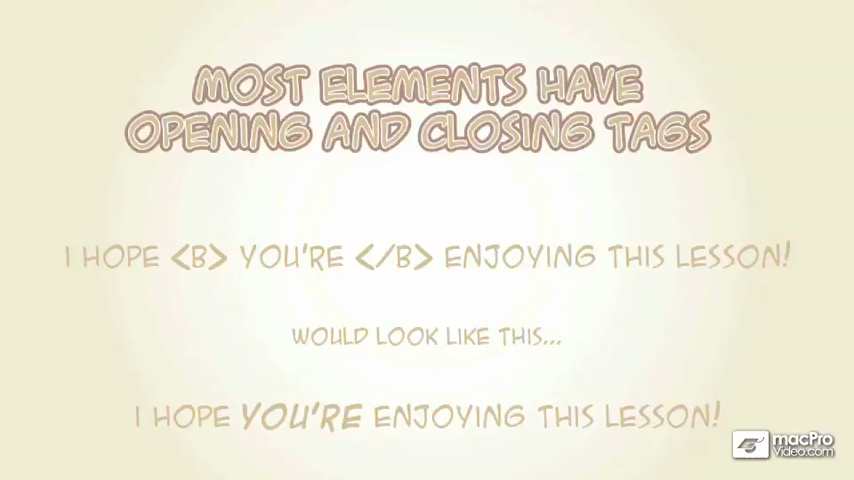 MOST ELEMENTS HAVE
OPENING AND CLOSING TAGS
I HOPE <B> YOU'RE </B> ENJOYING THIS LESSON!
WOULD LOOK LIKE THIS...
I HOPE YOU'RE ENJOYING THIS LESSON!
macPro
Video.com